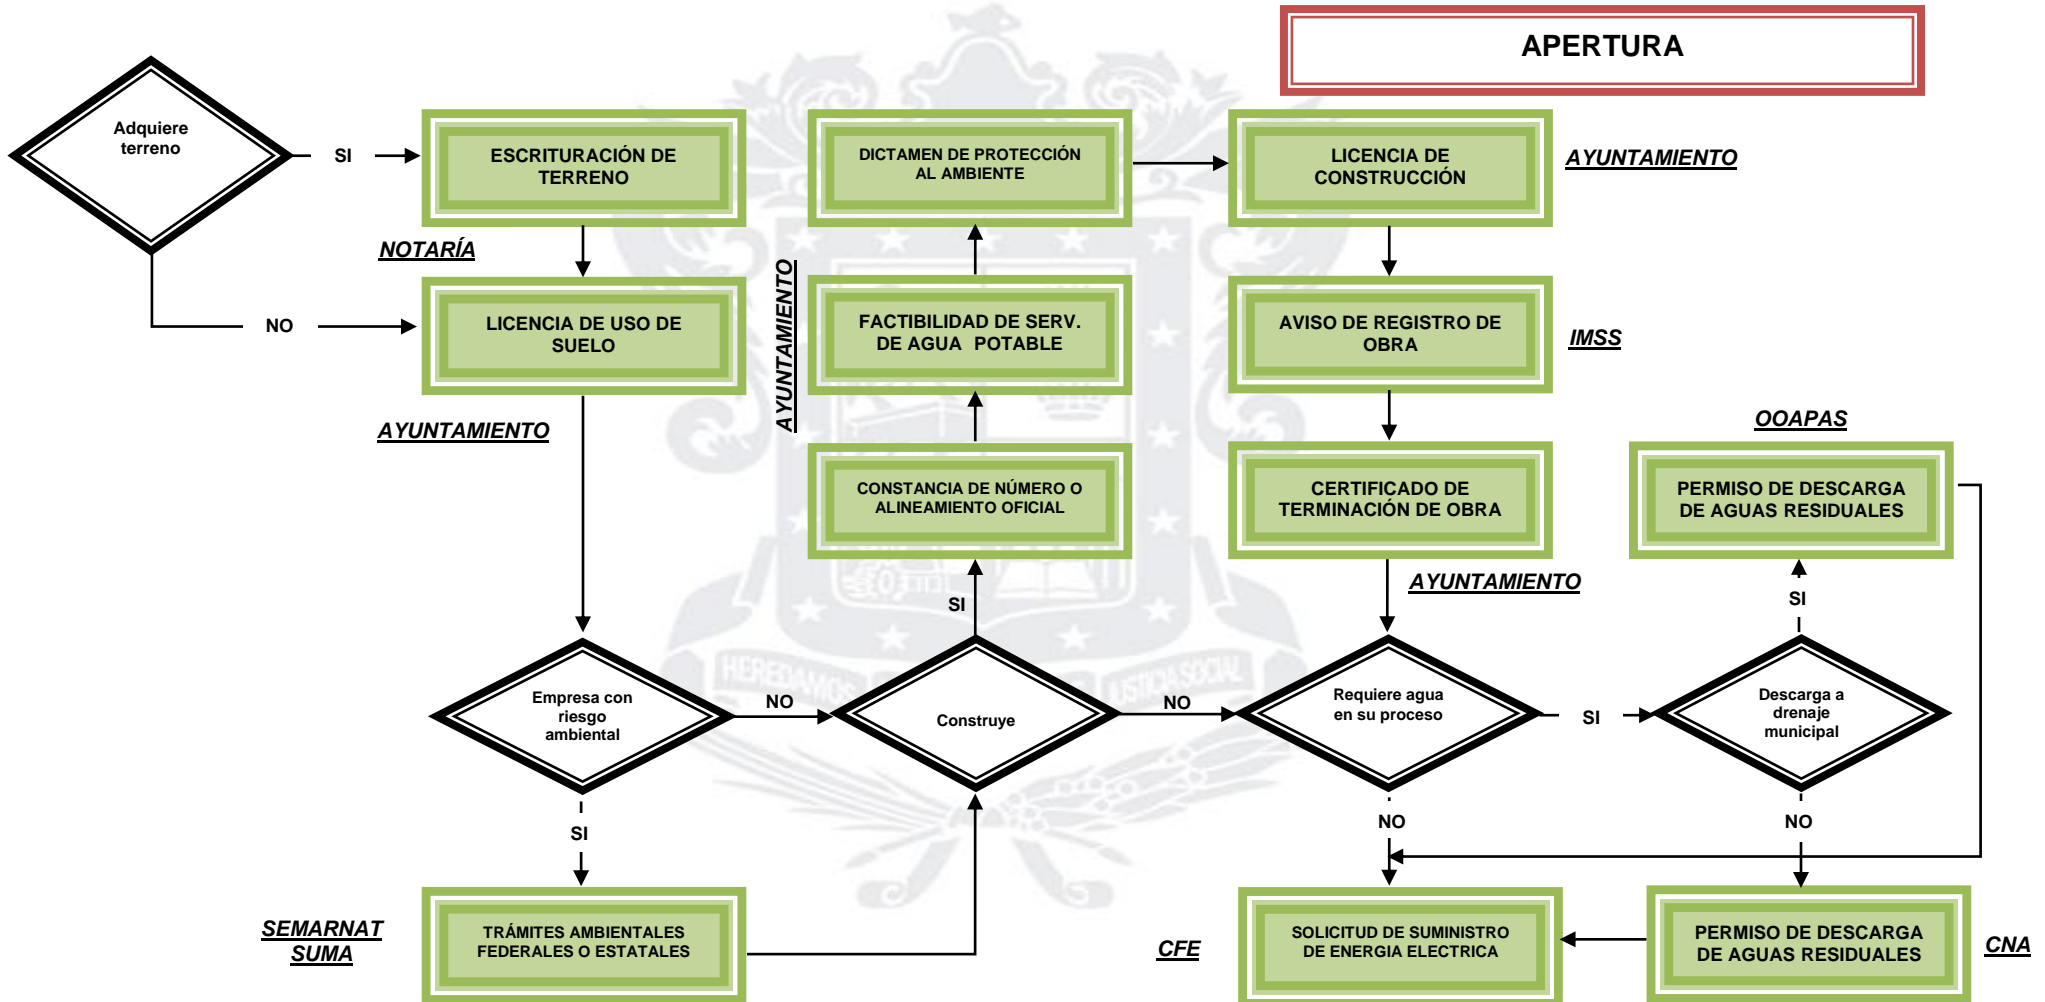 APERTURA
Adquiere
terreno
SI
ESCRITURACIÓN DE
TERRENO
NOTARÍA
NO
LICENCIA DE USO DE
SUELO
AYUNTAMIENTO
Empresa con
riesgo
ambiental
SI
TRÁMITES AMBIENTALES
FEDERALES O ESTATALES
SEMARNAT
SUMA
NO
Construye
SI
CONSTANCIA DE NÚMERO O
ALINEAMIENTO OFICIAL
FACTIBILIDAD DE SERV.
DE AGUA POTABLE
AYUNTAMIENTO
DICTAMEN DE PROTECCIÓN
AL AMBIENTE
LICENCIA DE
CONSTRUCCIÓN
AYUNTAMIENTO
AVISO DE REGISTRO DE
OBRA
IMSS
CERTIFICADO DE
TERMINACIÓN DE OBRA
AYUNTAMIENTO
NO
Requiere agua
en su proceso
SI
Descarga a
drenaje
municipal
SI
PERMISO DE DESCARGA
DE AGUAS RESIDUALES
OOAPAS
NO
NO
SOLICITUD DE SUMINISTRO
DE ENERGIA ELECTRICA
CFE
PERMISO DE DESCARGA
DE AGUAS RESIDUALES
CNA
HEREDAMOS
JUSTICIA SOCIAL